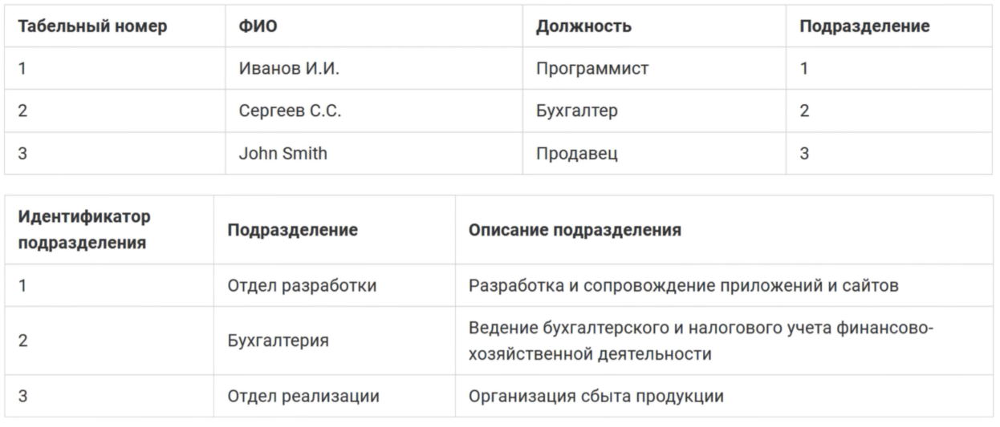 Табельный номер ФИО Должность Подразделение
1 Иванов И.И. Программист 1
2 Сергеев С.С. Бухгалтер 2
3 John Smith Продавец 3
Идентификатор
подразделения Подразделение Описание подразделения
1 Отдел разработки Разработка и сопровождение приложений и сайтов
2 Бухгалтерия Ведение бухгалтерского и налогового учета финансово-
хозяйственной деятельности
3 Отдел реализации Организация сбыта продукции